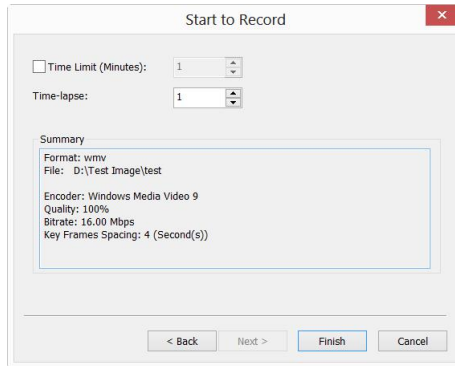 Start to Record
Time Limit (Minutes): 1
Time-lapse: 1
Summary
Format: wmv
File: D:\Test Image\test
Encoder: Windows Media Video 9
Quality: 100%
Bitrate: 16.00 Mbps
Key Frames Spacing: 4 (Second(s))
< Back Next > Finish Cancel